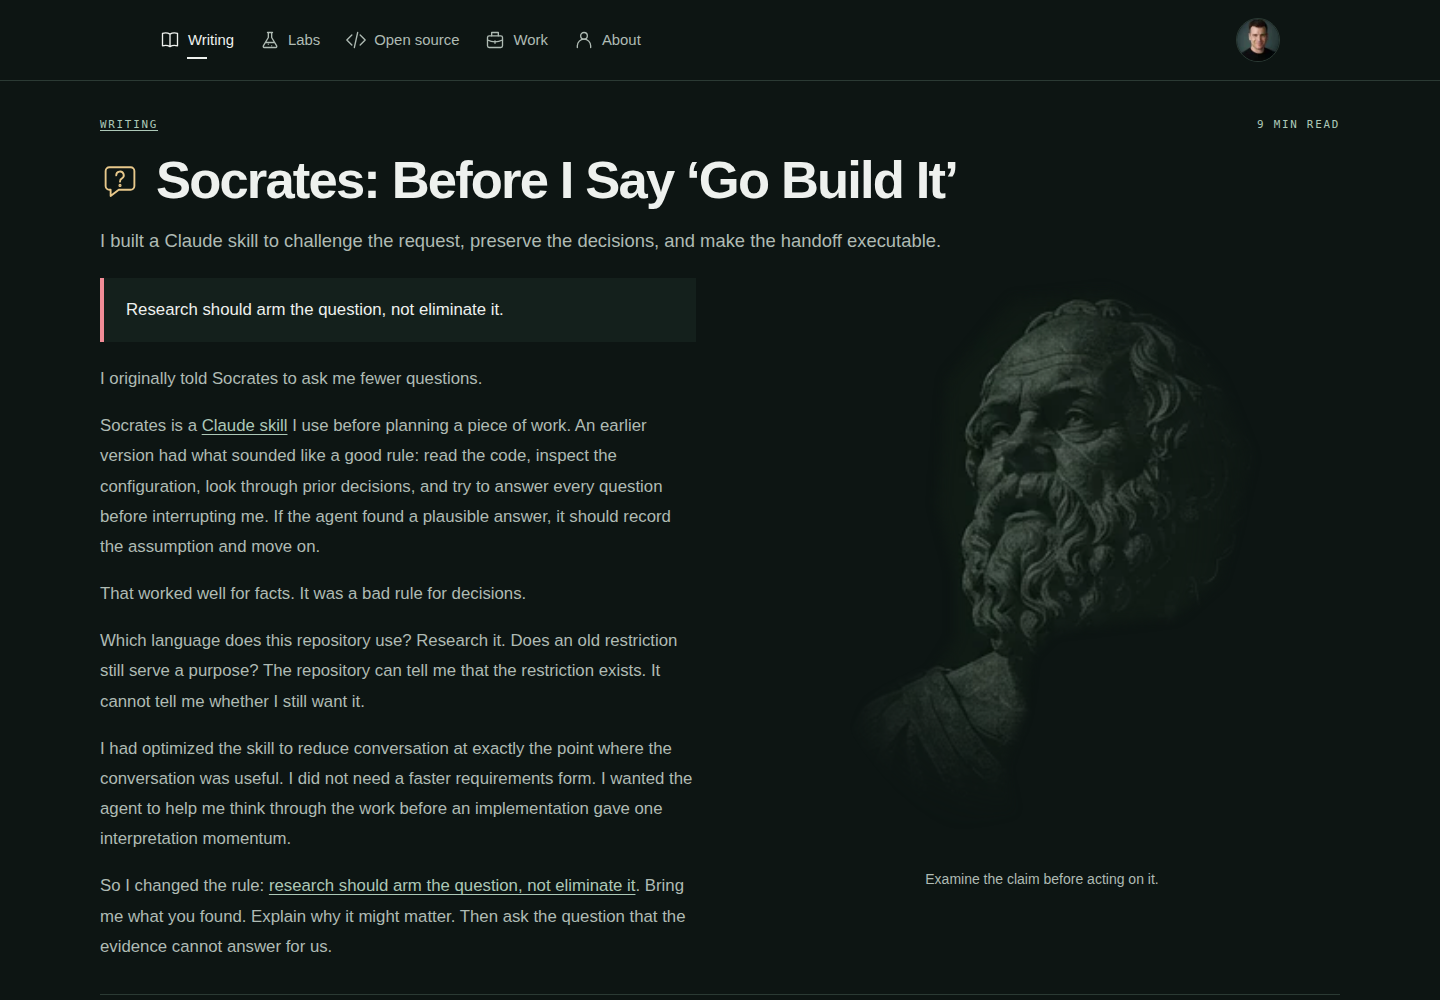 Writing
Labs
Open source
Work
About
WRITING
9 MIN READ
Socrates: Before I Say ‘Go Build It’
I built a Claude skill to challenge the request, preserve the decisions, and make the handoff executable.
Research should arm the question, not eliminate it.
I originally told Socrates to ask me fewer questions.
Socrates is a Claude skill I use before planning a piece of work. An earlier
version had what sounded like a good rule: read the code, inspect the
configuration, look through prior decisions, and try to answer every question
before interrupting me. If the agent found a plausible answer, it should record
the assumption and move on.
That worked well for facts. It was a bad rule for decisions.
Which language does this repository use? Research it. Does an old restriction
still serve a purpose? The repository can tell me that the restriction exists. It
cannot tell me whether I still want it.
I had optimized the skill to reduce conversation at exactly the point where the
conversation was useful. I did not need a faster requirements form. I wanted the
agent to help me think through the work before an implementation gave one
interpretation momentum.
So I changed the rule: research should arm the question, not eliminate it. Bring
me what you found. Explain why it might matter. Then ask the question that the
evidence cannot answer for us.
Examine the claim before acting on it.